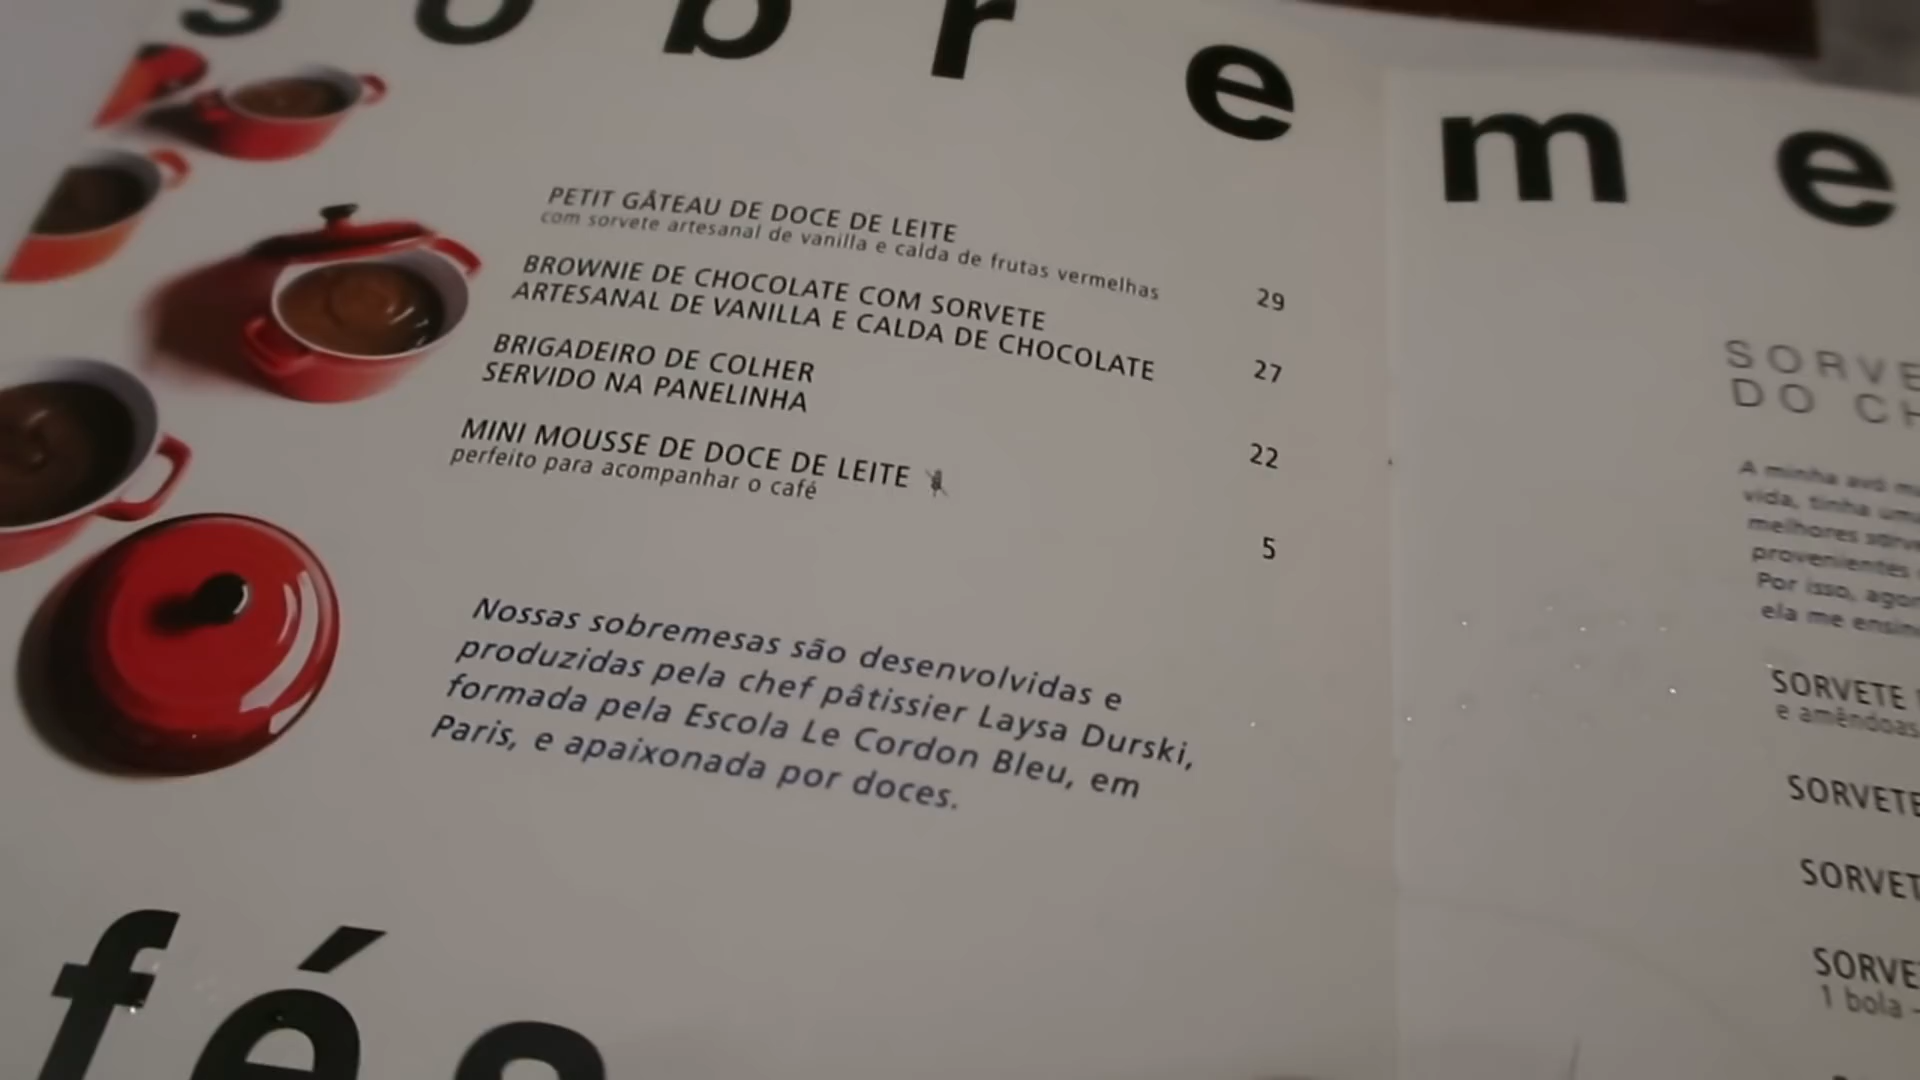 sobreme
PETIT GÂTEAU DE DOCE DE LEITE
com sorvete artesanal de vanilla e calda de frutas vermelhas
29
BROWNIE DE CHOCOLATE COM SORVETE
ARTESANAL DE VANILLA E CALDA DE CHOCOLATE
27
BRIGADEIRO DE COLHER
SERVIDO NA PANELINHA
22
MINI MOUSSE DE DOCE DE LEITE
perfeito para acompanhar o café
5
Nossas sobremesas são desenvolvidas e
produzidas pela chef pâtissier Laysa Durski,
formada pela Escola Le Cordon Bleu, em
Paris, e apaixonada por doces.
fé
SORVE
DO CH
A minha avó
vida, tinha
melhores
provenientes
Por isso,
ela me
SORVETE
e amêndoas
SORVETE
SORVET
SORVE
1 bola -